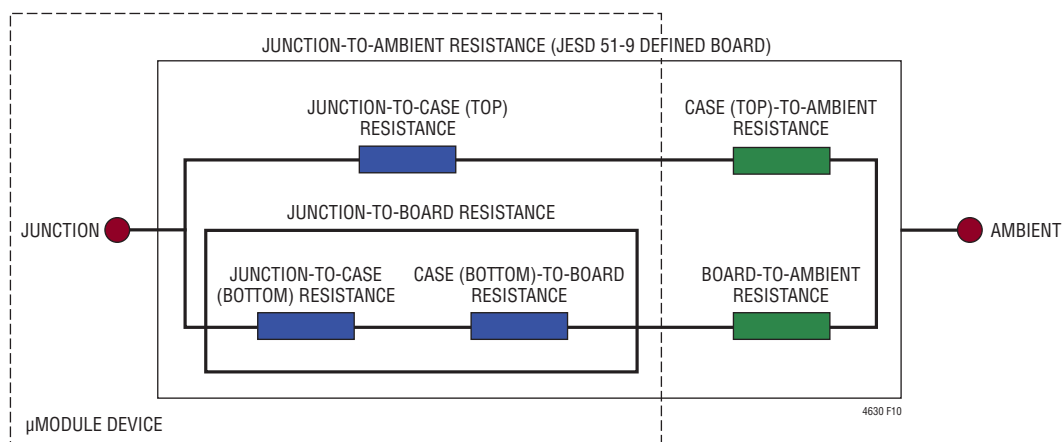 JUNCTION-TO-AMBIENT RESISTANCE (JESD 51-9 DEFINED BOARD)
JUNCTION-TO-CASE (TOP)
RESISTANCE
CASE (TOP)-TO-AMBIENT
RESISTANCE
JUNCTION-TO-BOARD RESISTANCE
JUNCTION
AMBIENT
JUNCTION-TO-CASE
(BOTTOM) RESISTANCE
CASE (BOTTOM)-TO-BOARD
RESISTANCE
BOARD-TO-AMBIENT
RESISTANCE
4630 F10
µMODULE DEVICE